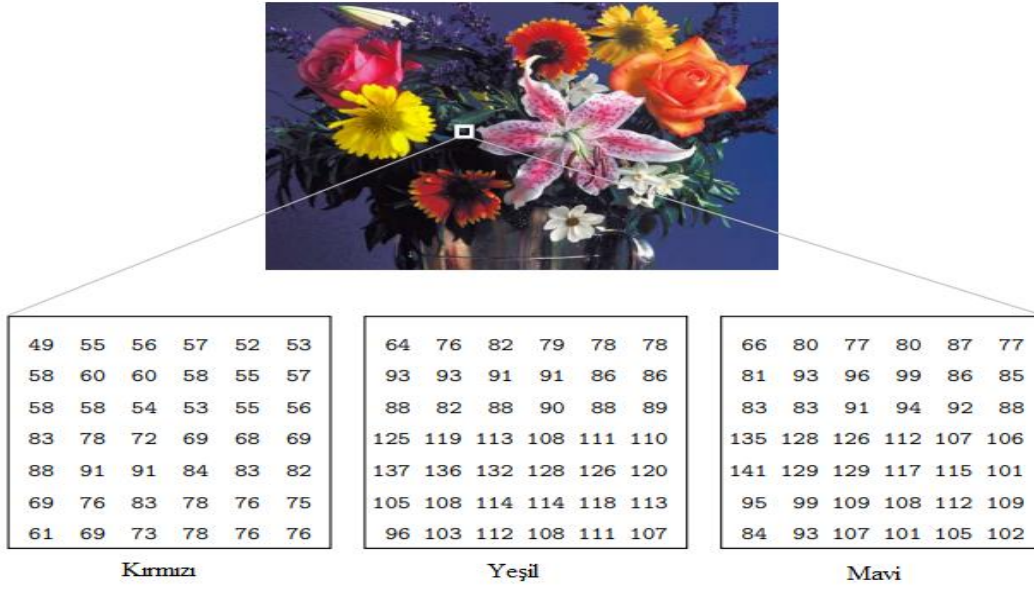 49 55 56 57 52 53
58 60 60 58 55 57
58 58 54 53 55 56
83 78 72 69 68 69
88 91 91 84 83 82
69 76 83 78 76 75
61 69 73 78 76 76
Kırmızı
64 76 82 79 78 78
93 93 91 91 86 86
88 82 88 90 88 89
125 119 113 108 111 110
137 136 132 128 126 120
105 108 114 114 118 113
96 103 112 108 111 107
Yeşil
66 80 77 80 87 77
81 93 96 99 86 85
83 83 91 94 92 88
135 128 126 112 107 106
141 129 129 117 115 101
95 99 109 108 112 109
84 93 107 101 105 102
Mavi